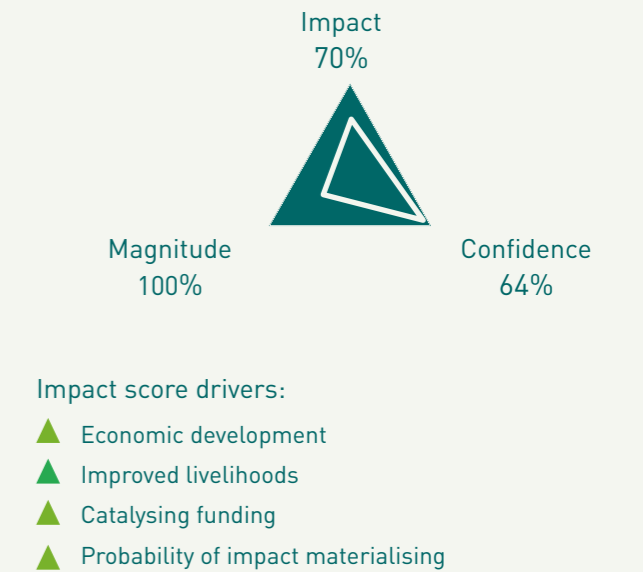 Impact
70%
Magnitude
100%
Confidence
64%
Impact score drivers:
Economic development
Improved livelihoods
Catalysing funding
Probability of impact materialising